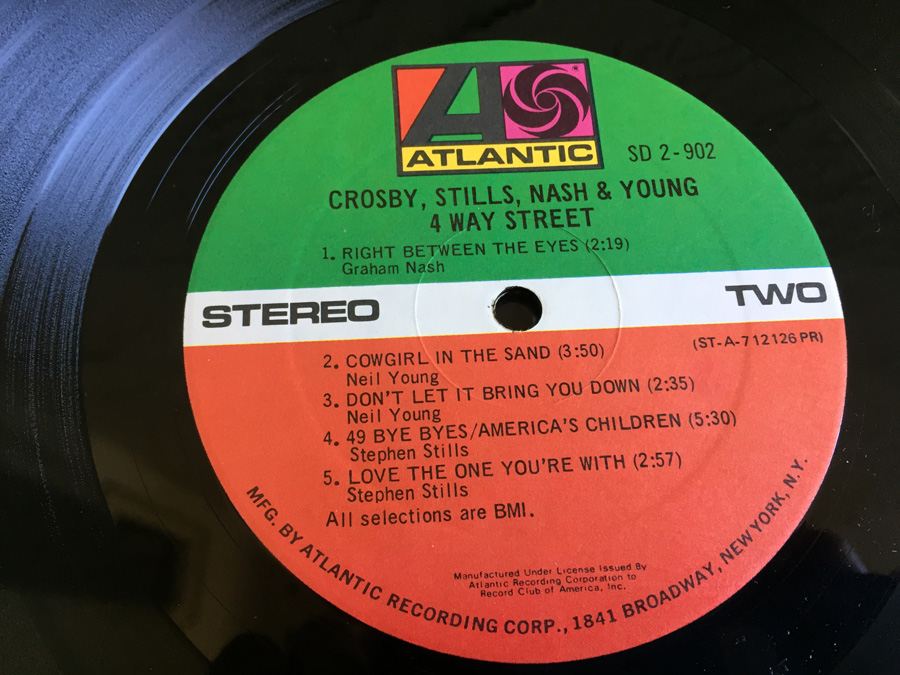 ATLANTIC
SD 2-902
CROSBY, STILLS, NASH & YOUNG
4 WAY STREET
1. RIGHT BETWEEN THE EYES (2:19)
Graham Nash
STEREO
TWO
(ST-A-712126 PR)
2. COWGIRL IN THE SAND (3:50)
Neil Young
3. DON'T LET IT BRING YOU DOWN (2:35)
Neil Young
4. 49 BYE BYES/AMERICA'S CHILDREN (5:30)
Stephen Stills
5. LOVE THE ONE YOU'RE WITH (2:57)
Stephen Stills
All selections are BMI.
Manufactured Under License Issued By
Atlantic Recording Corporation to
Record Club of America, Inc.
MFG. BY ATLANTIC RECORDING CORP., 1841 BROADWAY, NEW YORK, N.Y.